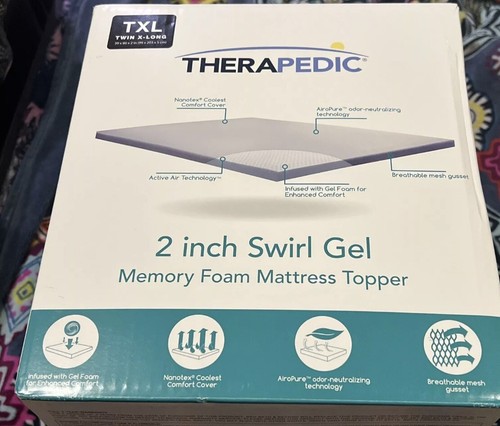 TXL
TWIN X-LONG
THERAPEDIC®
Nanotex® Coolest
Comfort Cover
AiroPure™ odor-neutralizing
technology
Active Air Technology™
Infused with Gel Foam for
Enhanced Comfort
Breathable mesh gusset
2 inch Swirl Gel
Memory Foam Mattress Topper
Infused with Gel Foam
for Enhanced Comfort
Nanotex® Coolest
Comfort Cover
AiroPure™ odor-neutralizing
technology
Breathable mesh
gusset